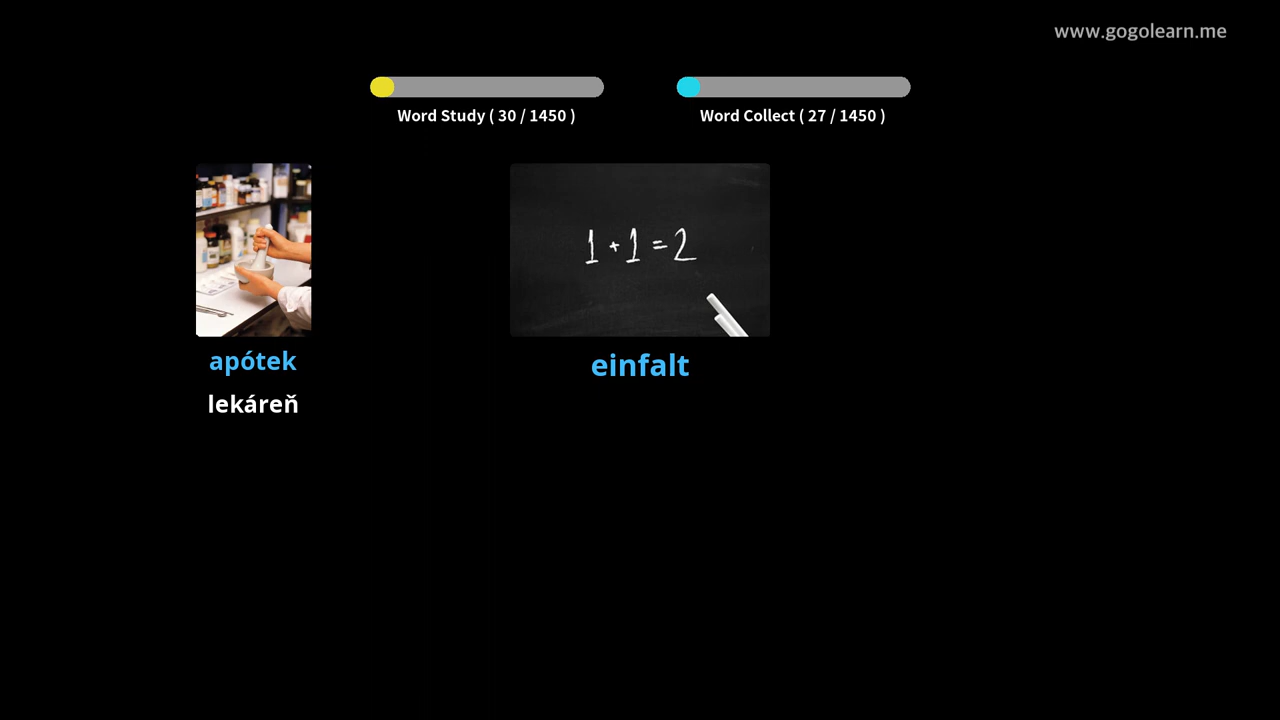 www.gogolearn.me
Word Study ( 30 / 1450 )
Word Collect ( 27 / 1450 )
1 + 1 = 2
apótek
lekáreň
einfalt